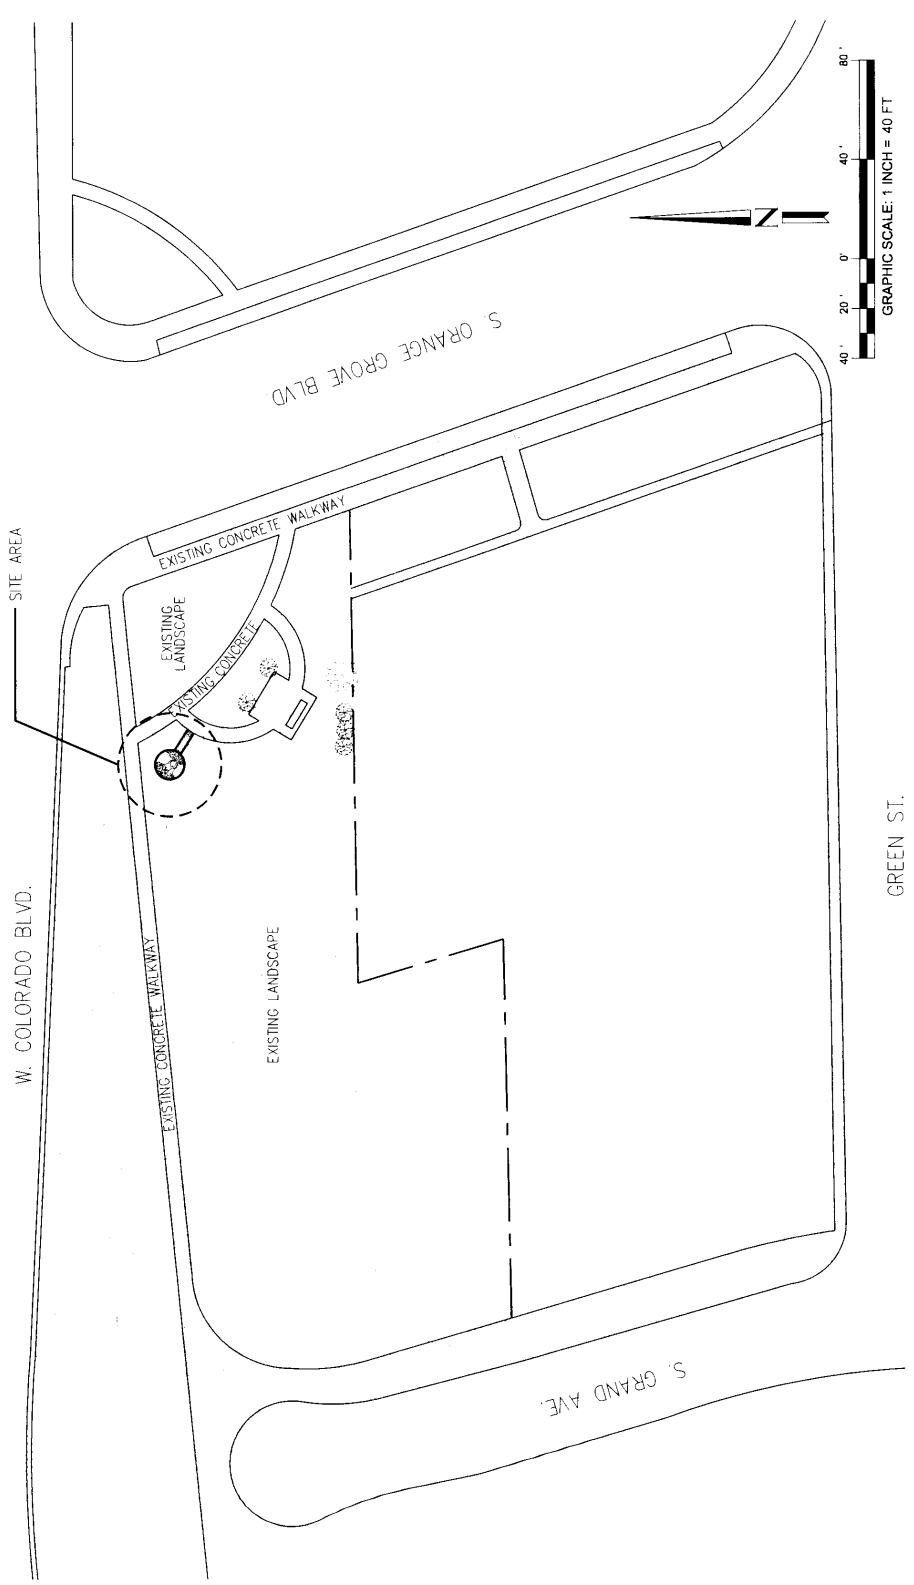 SITE AREA
W. COLORADO BLVD.
EXISTING CONCRETE WALKWAY
EXISTING LANDSCAPE
EXISTING CONCRETE
EXISTING
LANDSCAPE
EXISTING CONCRETE WALKWAY
S. ORANGE GROVE BLVD.
S. GRAND AVE.
GREEN ST.
N
40' 20' 0' 40' 80'
GRAPHIC SCALE: 1 INCH = 40 FT